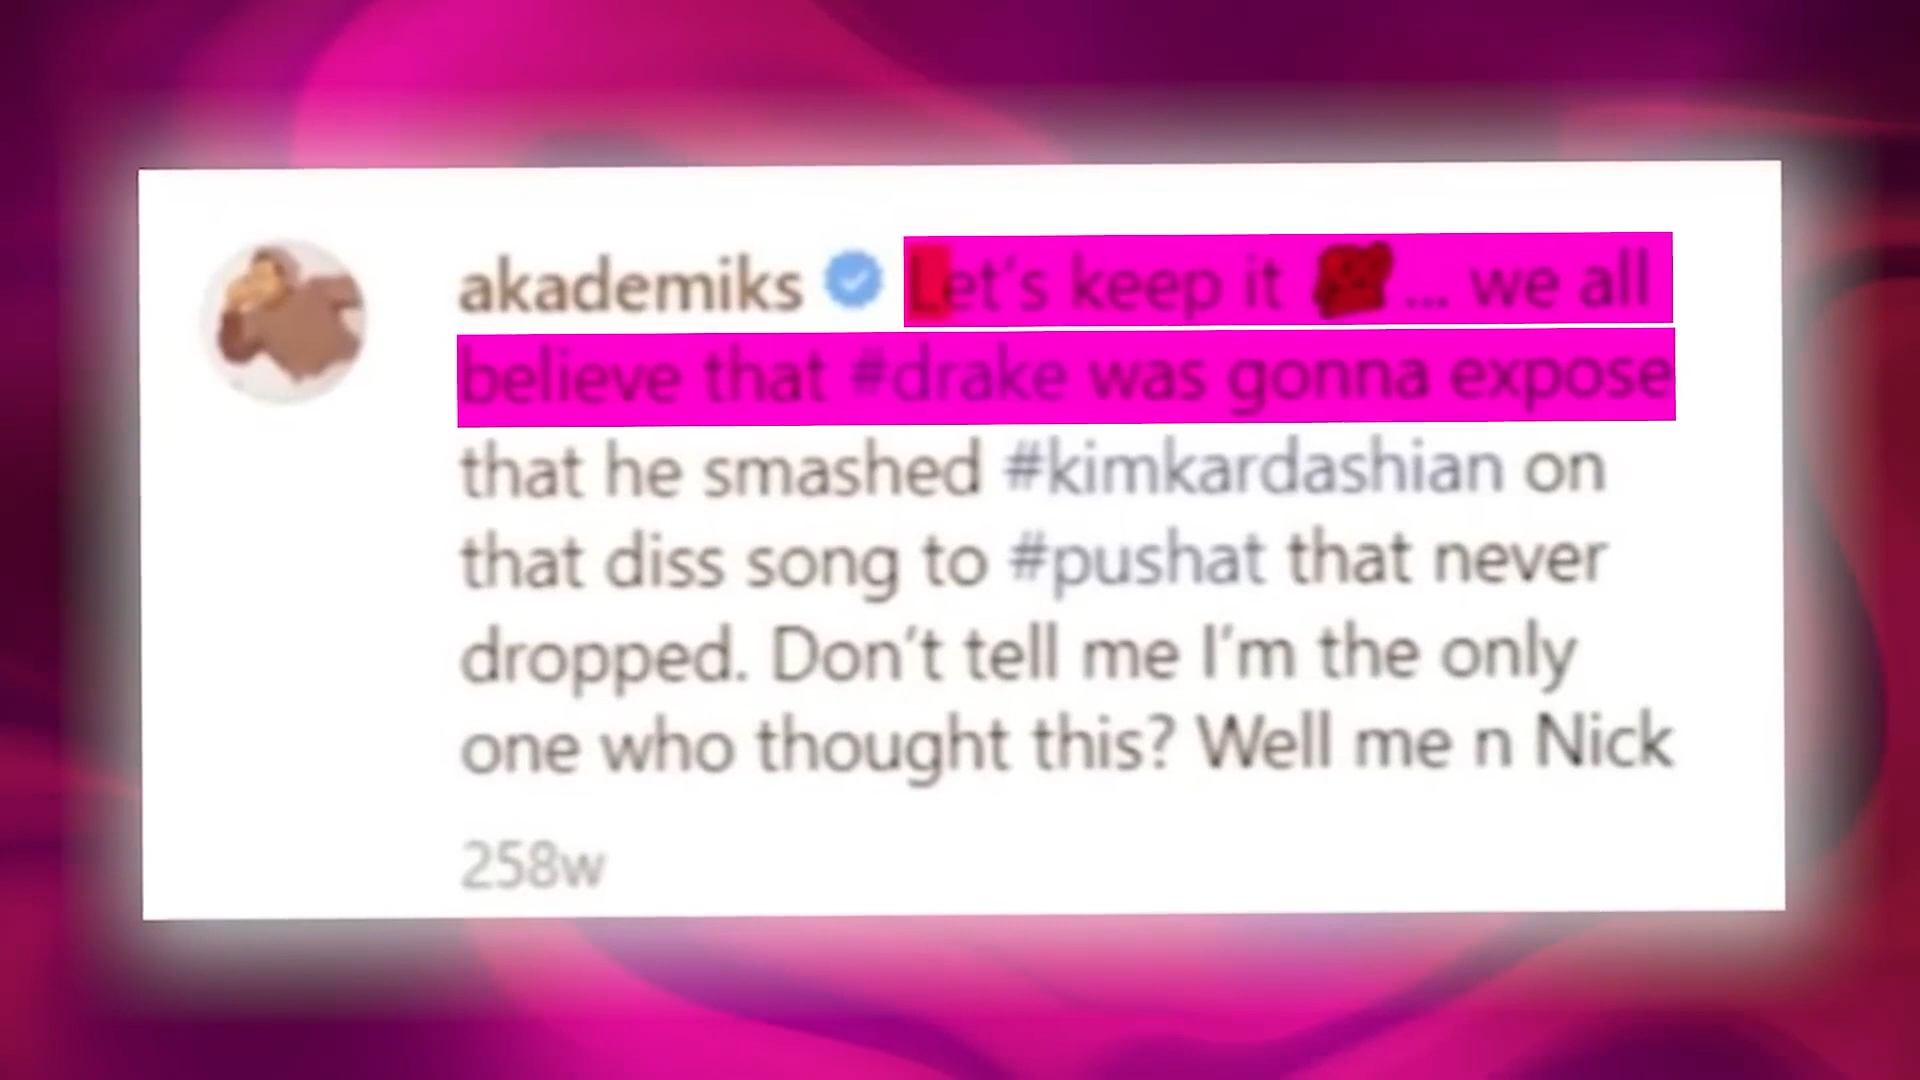 akademiks Let's keep it 💯... we all
believe that #drake was gonna expose
that he smashed #kimkardashian on
that diss song to #pushat that never
dropped. Don't tell me I'm the only
one who thought this? Well me n Nick
258w